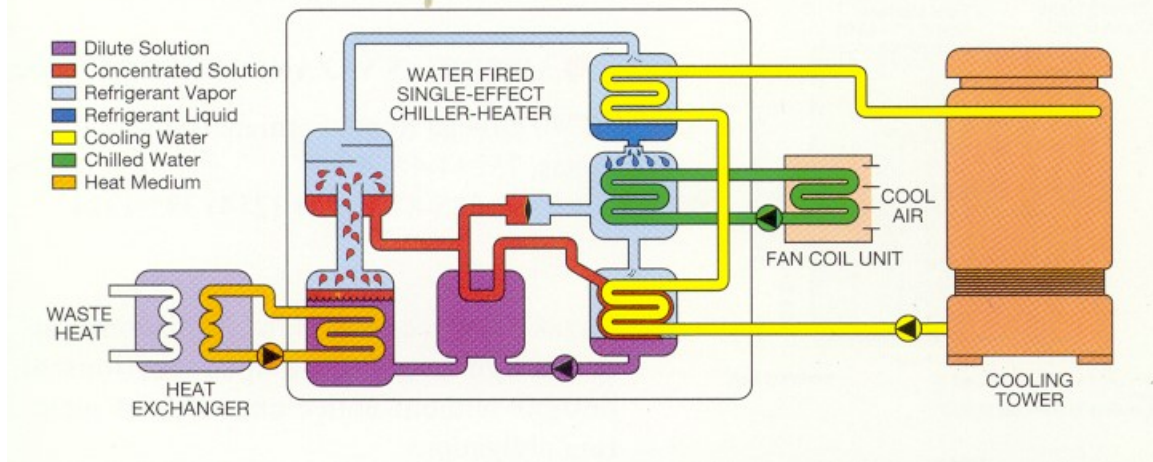 Dilute Solution
Concentrated Solution
Refrigerant Vapor
Refrigerant Liquid
Cooling Water
Chilled Water
Heat Medium
WATER FIRED
SINGLE-EFFECT
CHILLER-HEATER
COOL
AIR
FAN COIL UNIT
WASTE
HEAT
HEAT
EXCHANGER
COOLING
TOWER